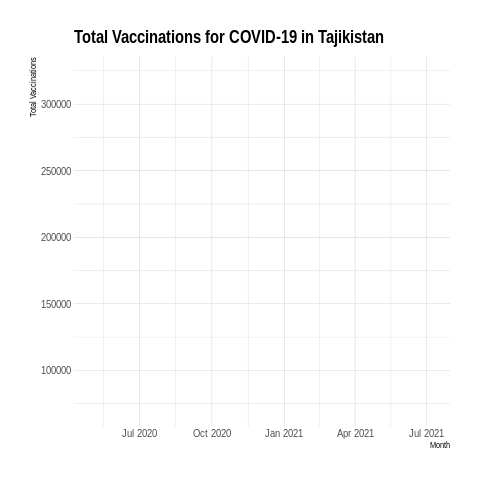 Total Vaccinations for COVID-19 in Tajikistan
Total Vaccinations
300000
250000
200000
150000
100000
Jul 2020 Oct 2020 Jan 2021 Apr 2021 Jul 2021
Month